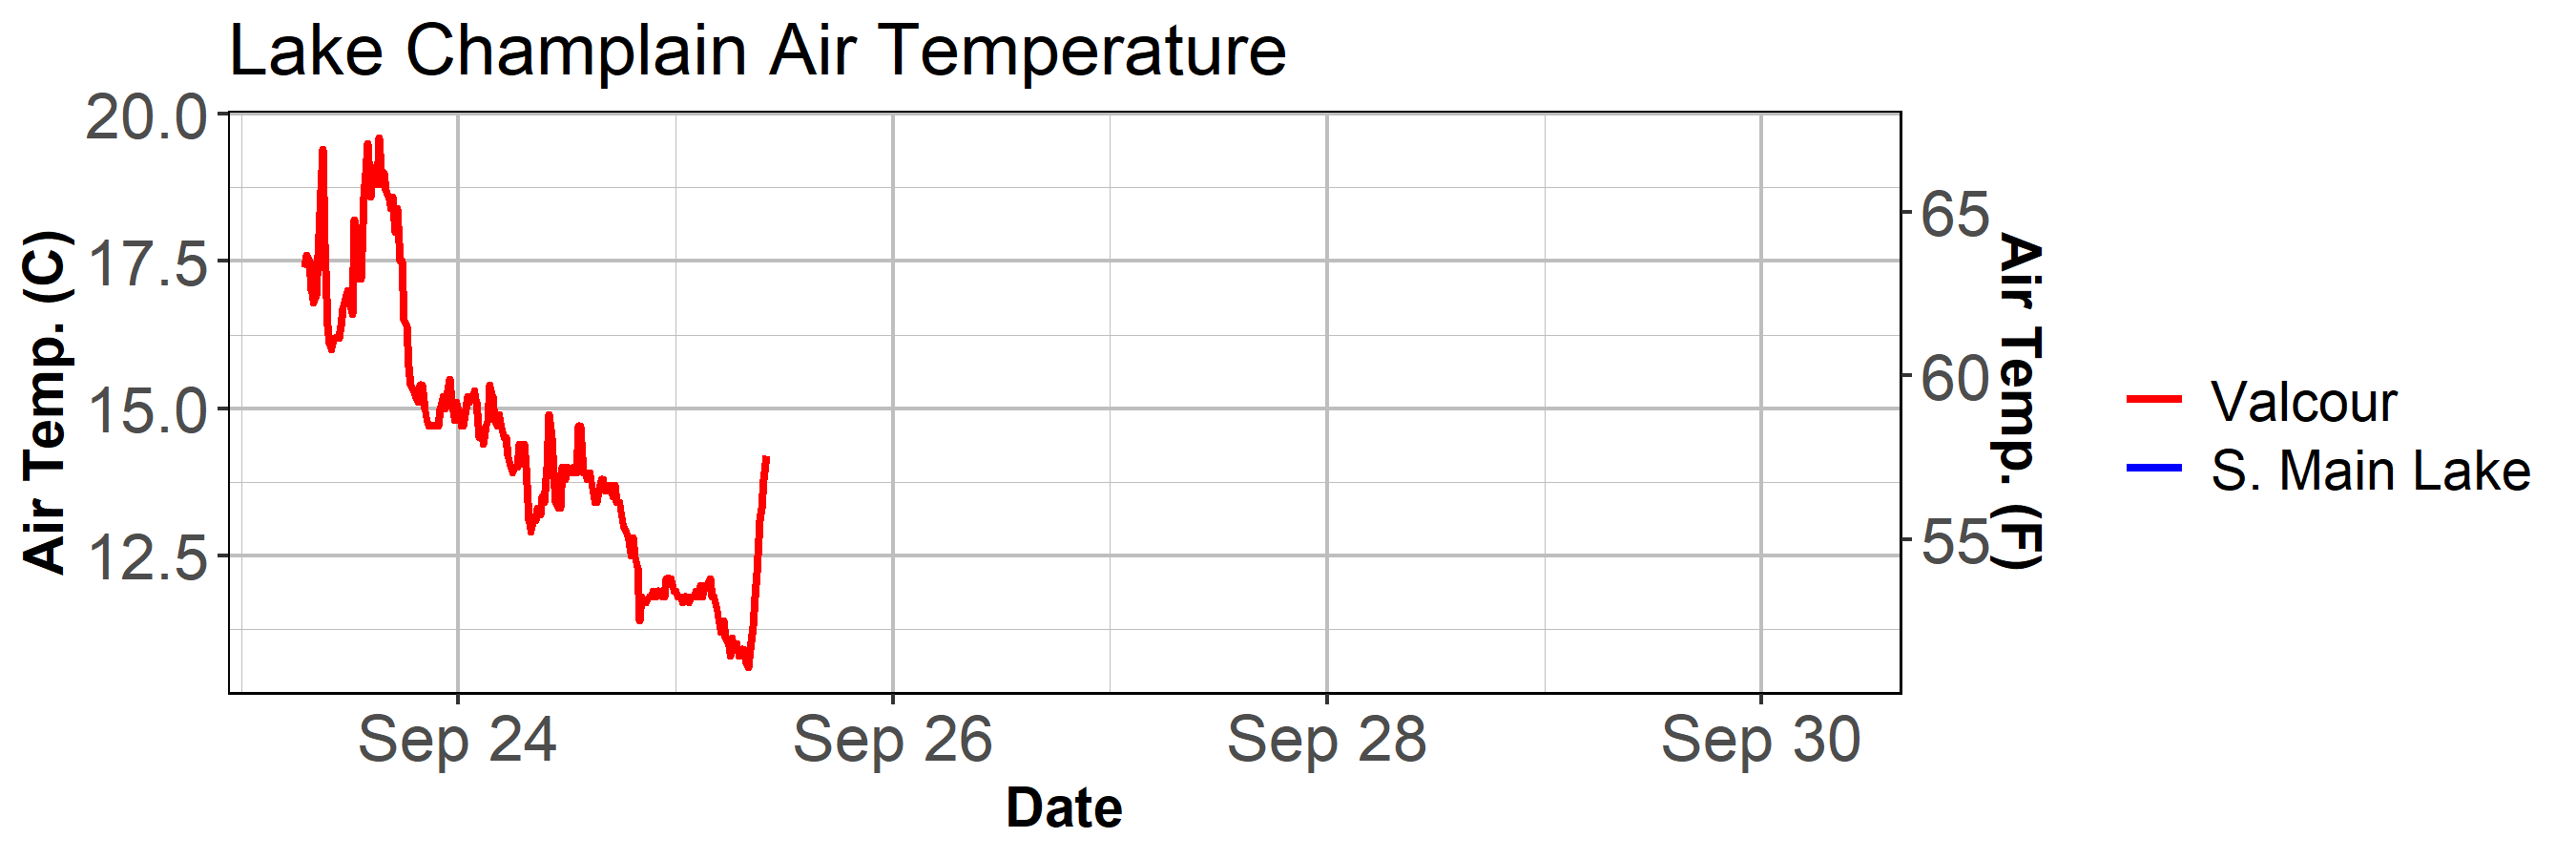 Lake Champlain Air Temperature
20.0
17.5
15.0
12.5
Air Temp. (C)
65
60
55
Air Temp. (F)
Sep 24
Sep 26
Sep 28
Sep 30
Date
Valcour
S. Main Lake